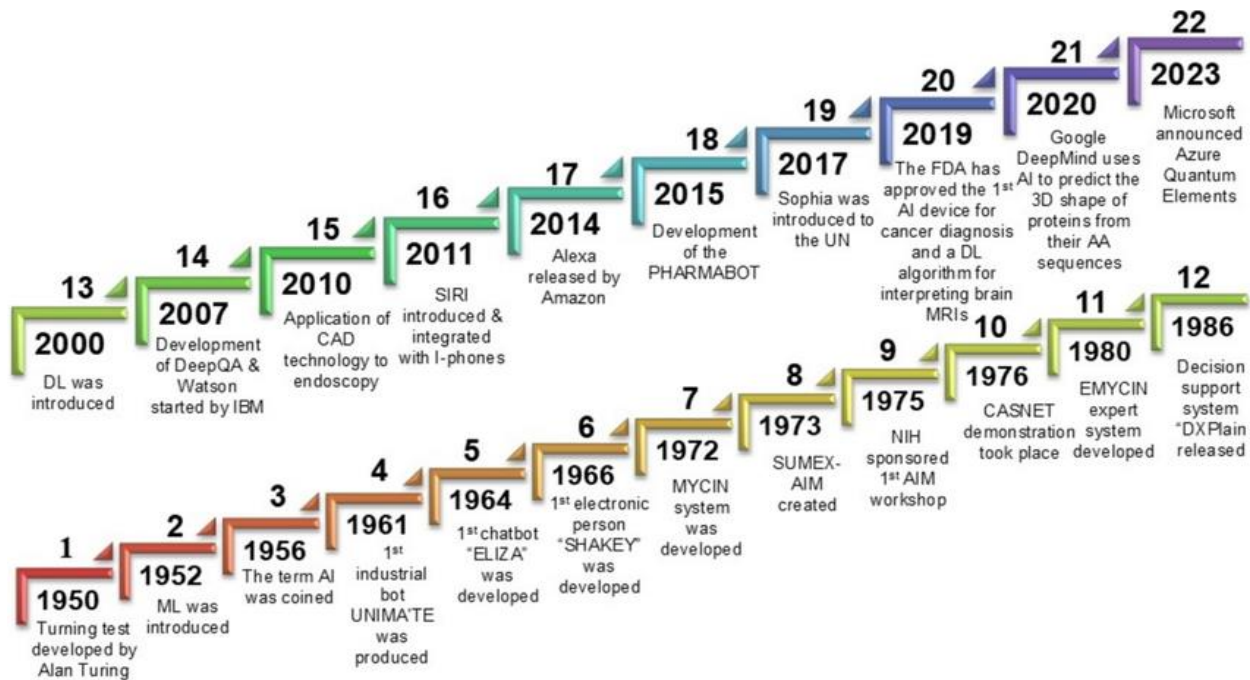 1
1950
Turning test
developed by
Alan Turing
2
1952
ML was
introduced
3
1956
The term AI
was coined
4
1961
1st
industrial
bot
UNIMA'TE
was
produced
5
1964
1st chatbot
"ELIZA"
was
developed
6
1966
1st electronic
person
"SHAKEY"
was
developed
7
1972
MYCIN
system
was
developed
8
1973
SUMEX-
AIM
created
9
1975
NIH
sponsored
1st AIM
workshop
10
1976
CASNET
demonstration
took place
11
1980
EMYCIN
expert
system
developed
12
1986
Decision
support
system
"DXPlain
released
13
2000
DL was
introduced
14
2007
Development
of DeepQA &
Watson
started by IBM
15
2010
Application of
CAD
technology to
endoscopy
16
2011
SIRI
introduced &
integrated
with I-phones
17
2014
Alexa
released by
Amazon
18
2015
Development
of the
PHARMABOT
19
2017
Sophia was
introduced to
the UN
20
2019
The FDA has
approved the 1st
AI device for
cancer diagnosis
and a DL
algorithm for
interpreting brain
MRIs
21
2020
Google
DeepMind uses
AI to predict the
3D shape of
proteins from
their AA
sequences
22
2023
Microsoft
announced
Azure
Quantum
Elements